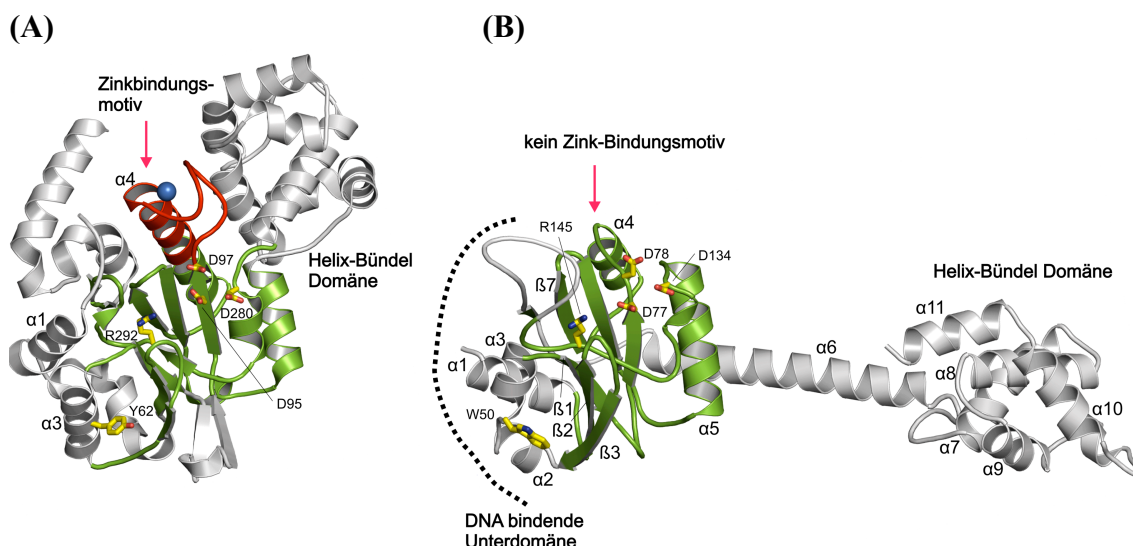 (A)
(B)
Zinkbindungs-
motiv
α4
D97
Helix-Bündel
Domäne
D280
α1
R292
D95
α3
Y62
kein Zink-Bindungsmotiv
R145
α4
D78
D134
ß7
D77
Helix-Bündel Domäne
α11
α3
α1
α6
α8
ß1
W50
ß2
α10
α5
ß3
α7
α9
α2
DNA bindende
Unterdomäne